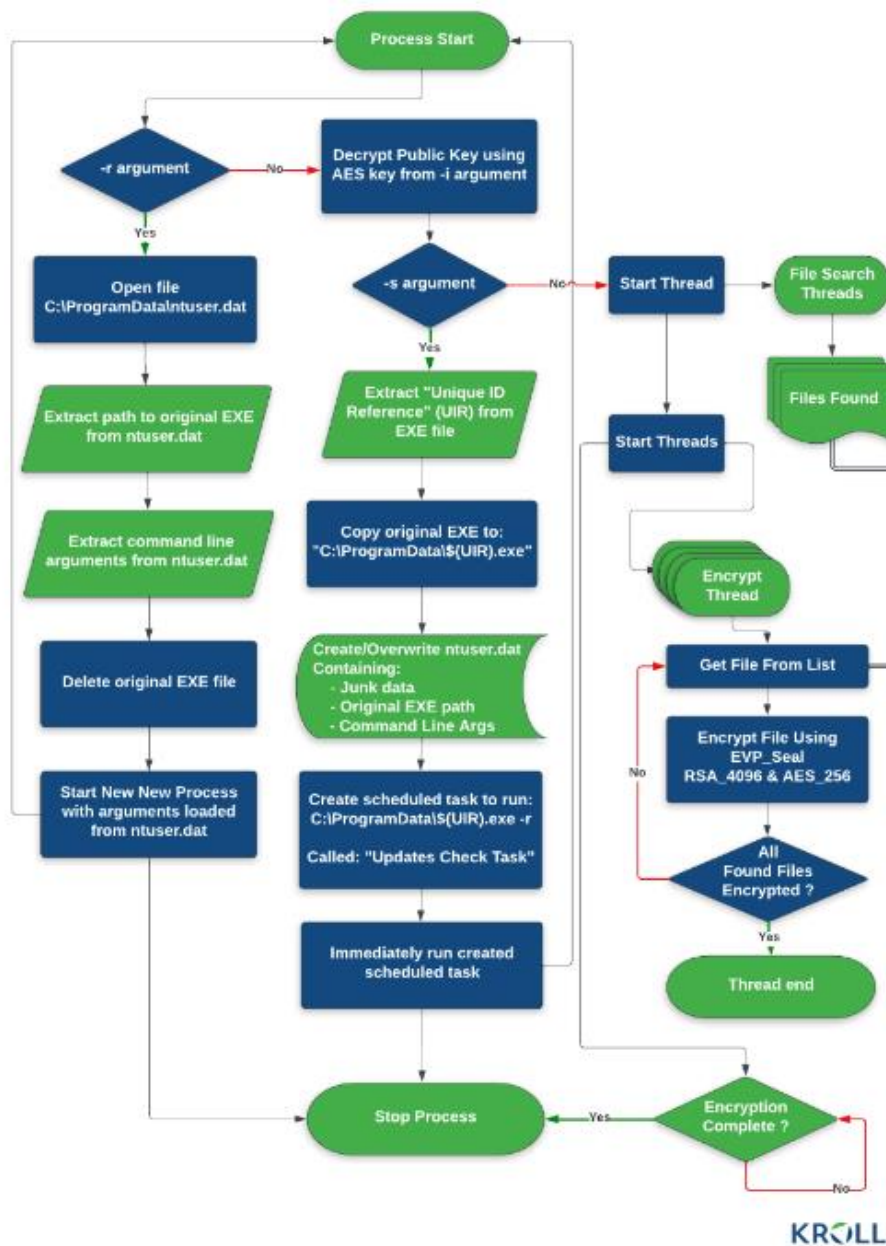 Process Start
-r argument
No
Decrypt Public Key using
AES key from -i argument
Yes
Open file
C:\ProgramData\ntuser.dat
-s argument
No
Start Thread
File Search
Threads
Yes
Extract path to original EXE
from ntuser.dat
Extract "Unique ID
Reference" (UIR) from
EXE file
Files Found
Start Threads
Extract command line
arguments from ntuser.dat
Copy original EXE to:
"C:\ProgramData\$(UIR).exe"
Encrypt
Thread
Delete original EXE file
Create/Overwrite ntuser.dat
Containing:
- Junk data
- Original EXE path
- Command Line Args
Get File From List
Start New New Process
with arguments loaded
from ntuser.dat
Create scheduled task to run:
C:\ProgramData\$(UIR).exe -r
Called: "Updates Check Task"
Encrypt File Using
EVP_Seal
RSA_4096 & AES_256
No
All
Found Files
Encrypted ?
Yes
Immediately run created
scheduled task
Thread end
Stop Process
Yes
Encryption
Complete ?
No
KROLL